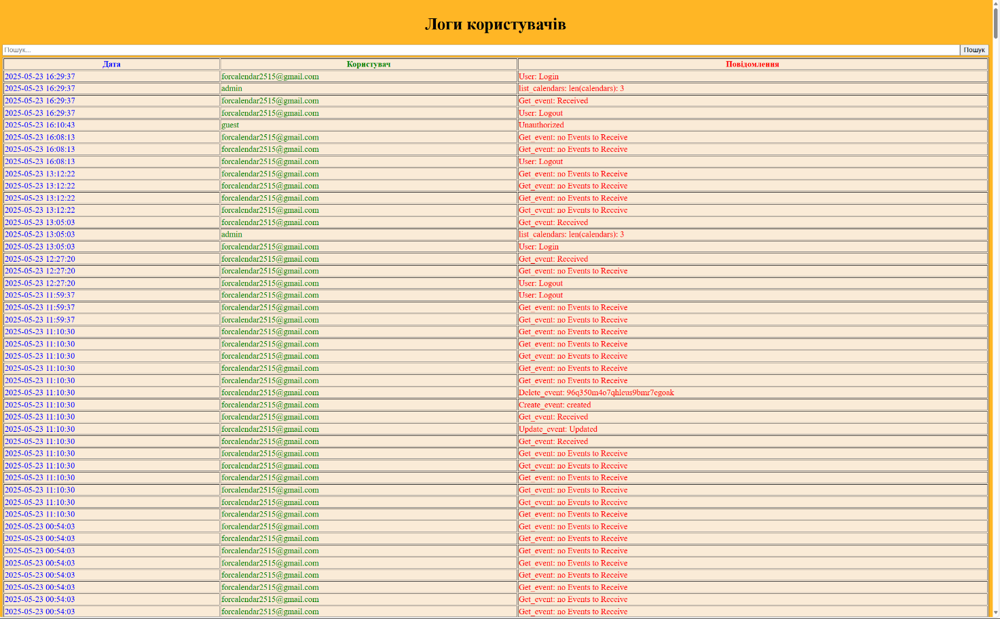 Логи користувачів
Пошук... Пошук
Дата Користувач Повідомлення
2025-05-23 16:29:37 forcalendar2515@gmail.com User: Login
2025-05-23 16:29:37 admin list_calendars: len(calendars): 3
2025-05-23 16:29:37 forcalendar2515@gmail.com Get_event: Received
2025-05-23 16:29:37 forcalendar2515@gmail.com User: Logout
2025-05-23 16:10:43 guest Unauthorized
2025-05-23 16:08:13 forcalendar2515@gmail.com Get_event: no Events to Receive
2025-05-23 16:08:13 forcalendar2515@gmail.com Get_event: no Events to Receive
2025-05-23 16:08:13 forcalendar2515@gmail.com User: Logout
2025-05-23 13:12:22 forcalendar2515@gmail.com Get_event: no Events to Receive
2025-05-23 13:12:22 forcalendar2515@gmail.com Get_event: no Events to Receive
2025-05-23 13:12:22 forcalendar2515@gmail.com Get_event: no Events to Receive
2025-05-23 13:12:22 forcalendar2515@gmail.com Get_event: no Events to Receive
2025-05-23 13:05:03 forcalendar2515@gmail.com Get_event: Received
2025-05-23 13:05:03 admin list_calendars: len(calendars): 3
2025-05-23 13:05:03 forcalendar2515@gmail.com User: Login
2025-05-23 12:27:20 forcalendar2515@gmail.com Get_event: Received
2025-05-23 12:27:20 forcalendar2515@gmail.com Get_event: no Events to Receive
2025-05-23 12:27:20 forcalendar2515@gmail.com User: Logout
2025-05-23 11:59:37 forcalendar2515@gmail.com User: Logout
2025-05-23 11:59:37 forcalendar2515@gmail.com Get_event: no Events to Receive
2025-05-23 11:59:37 forcalendar2515@gmail.com Get_event: no Events to Receive
2025-05-23 11:10:30 forcalendar2515@gmail.com Get_event: no Events to Receive
2025-05-23 11:10:30 forcalendar2515@gmail.com Get_event: no Events to Receive
2025-05-23 11:10:30 forcalendar2515@gmail.com Get_event: no Events to Receive
2025-05-23 11:10:30 forcalendar2515@gmail.com Get_event: no Events to Receive
2025-05-23 11:10:30 forcalendar2515@gmail.com Get_event: no Events to Receive
2025-05-23 11:10:30 forcalendar2515@gmail.com Delete_event: 96q350m4o7qhleus9bmr7egoak
2025-05-23 11:10:30 forcalendar2515@gmail.com Create_event: created
2025-05-23 11:10:30 forcalendar2515@gmail.com Get_event: Received
2025-05-23 11:10:30 forcalendar2515@gmail.com Update_event: Updated
2025-05-23 11:10:30 forcalendar2515@gmail.com Get_event: Received
2025-05-23 11:10:30 forcalendar2515@gmail.com Get_event: no Events to Receive
2025-05-23 11:10:30 forcalendar2515@gmail.com Get_event: no Events to Receive
2025-05-23 11:10:30 forcalendar2515@gmail.com Get_event: no Events to Receive
2025-05-23 11:10:30 forcalendar2515@gmail.com Get_event: no Events to Receive
2025-05-23 11:10:30 forcalendar2515@gmail.com Get_event: no Events to Receive
2025-05-23 11:10:30 forcalendar2515@gmail.com Get_event: no Events to Receive
2025-05-23 00:54:03 forcalendar2515@gmail.com Get_event: no Events to Receive
2025-05-23 00:54:03 forcalendar2515@gmail.com Get_event: no Events to Receive
2025-05-23 00:54:03 forcalendar2515@gmail.com Get_event: no Events to Receive
2025-05-23 00:54:03 forcalendar2515@gmail.com Get_event: no Events to Receive
2025-05-23 00:54:03 forcalendar2515@gmail.com Get_event: no Events to Receive
2025-05-23 00:54:03 forcalendar2515@gmail.com Get_event: no Events to Receive
2025-05-23 00:54:03 forcalendar2515@gmail.com Get_event: no Events to Receive
2025-05-23 00:54:03 forcalendar2515@gmail.com Get_event: no Events to Receive